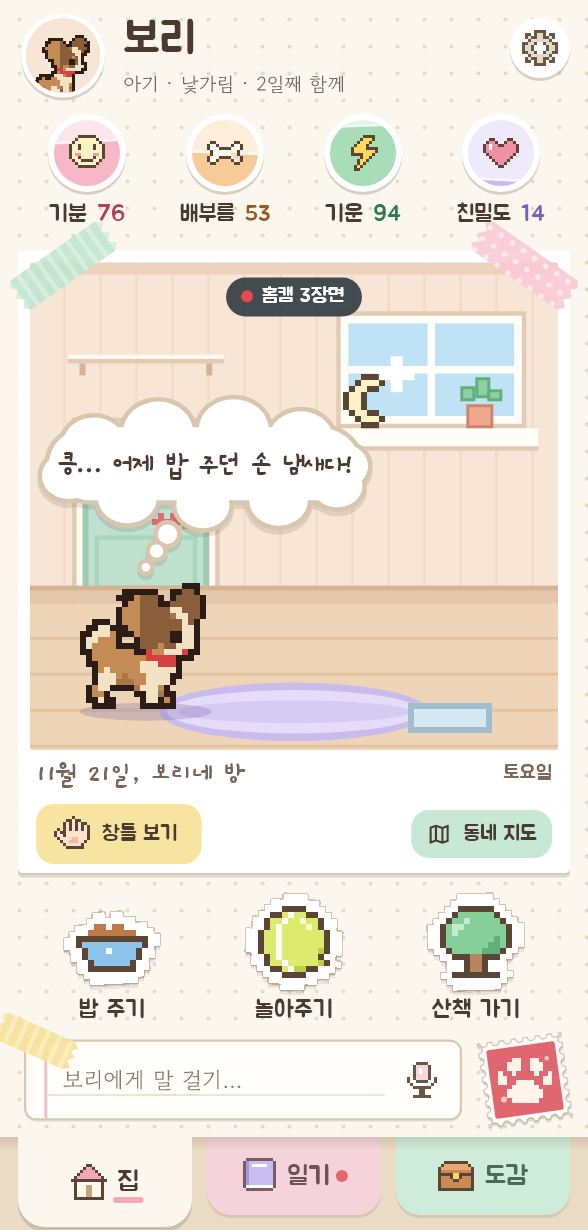 보리
아기 · 낯가림 · 2일째 함께
기분 76
배부름 53
기운 94
친밀도 14
홈캠 3장면
킁... 어제 밥 주던 손 냄새다!
11월 21일, 보리네 방
토요일
창틀 보기
동네 지도
밥 주기
놀아주기
산책 가기
보리에게 말 걸기...
집
일기
도감